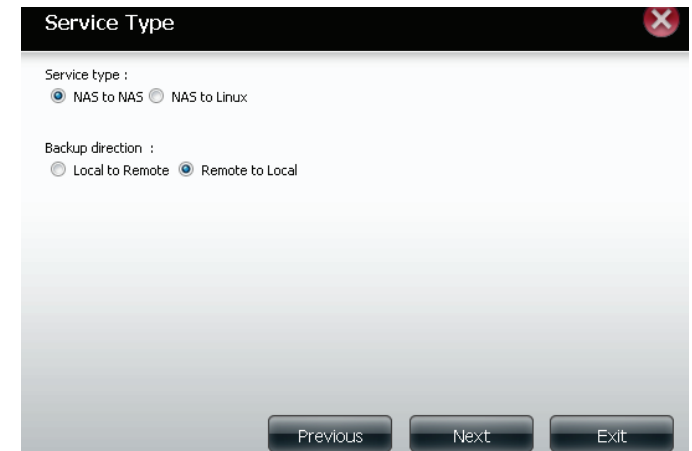 Service Type
Service type :
NAS to NAS NAS to Linux
Backup direction :
Local to Remote Remote to Local
Previous Next Exit